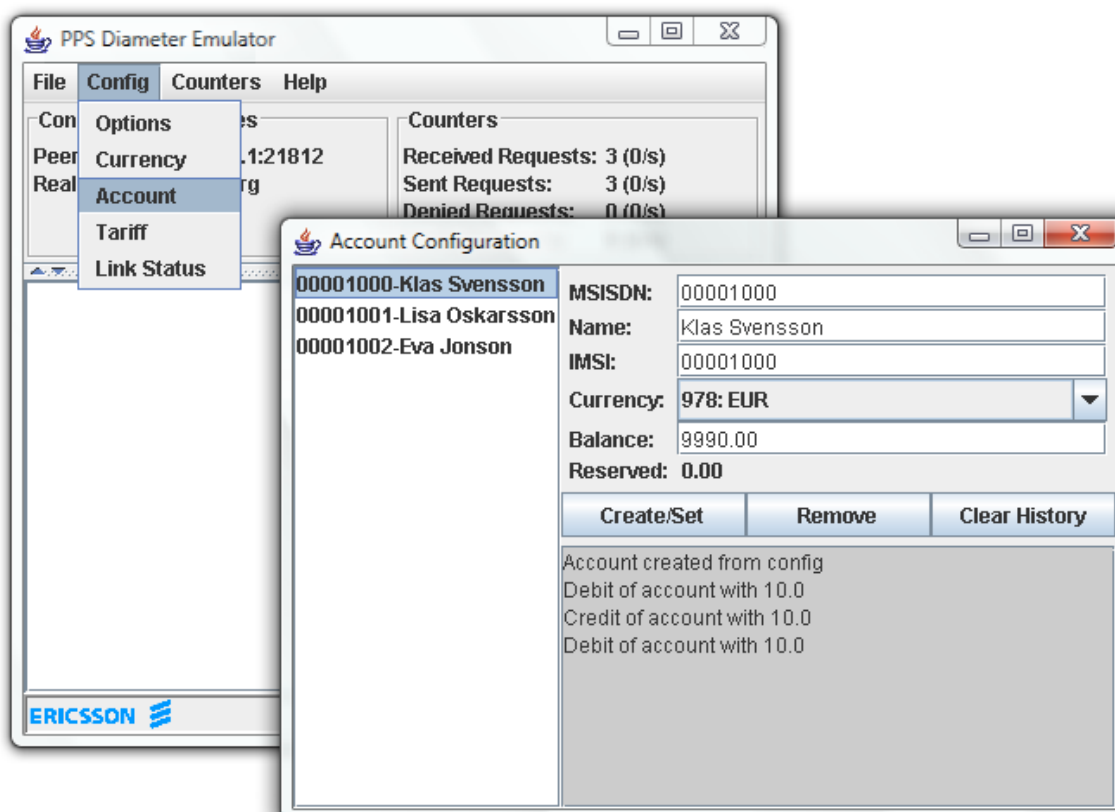 PPS Diameter Emulator
File Config Counters Help
Options
Currency
Account
Tariff
Link Status
Peer .1:21812
Counters
Received Requests: 3 (0/s)
Sent Requests: 3 (0/s)
Denied Requests: 0 (0/s)
ERICSSON
Account Configuration
00001000-Klas Svensson
00001001-Lisa Oskarsson
00001002-Eva Jonson
MSISDN: 00001000
Name: Klas Svensson
IMSI: 00001000
Currency: 978: EUR
Balance: 9990.00
Reserved: 0.00
Create/Set Remove Clear History
Account created from config
Debit of account with 10.0
Credit of account with 10.0
Debit of account with 10.0